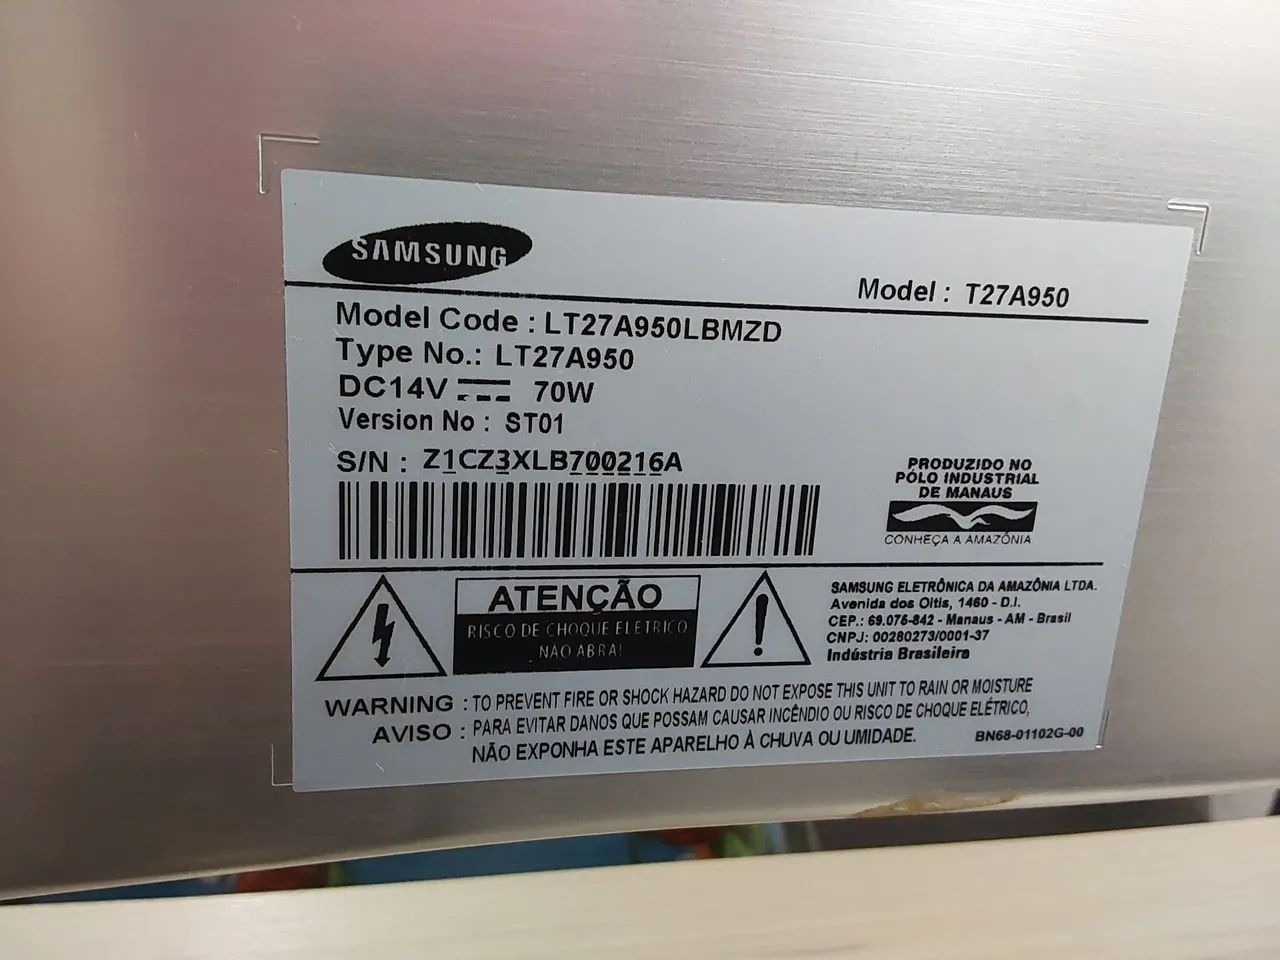 SAMSUNG
Model : T27A950
Model Code : LT27A950LBMZD
Type No.: LT27A950
DC14V 70W
Version No : ST01
S/N : Z1CZ3XLB700216A
PRODUZIDO NO
PÓLO INDUSTRIAL
DE MANAUS
CONHEÇA A AMAZÔNIA
ATENÇÃO
RISCO DE CHOQUE ELETRICO
NAO ABRA!
SAMSUNG ELETRÔNICA DA AMAZÔNIA LTDA.
Avenida dos Oitis, 1460 - D.I.
CEP.: 69.075-842 - Manaus - AM - Brasil
CNPJ: 00280273/0001-37
Indústria Brasileira
WARNING : TO PREVENT FIRE OR SHOCK HAZARD DO NOT EXPOSE THIS UNIT TO RAIN OR MOISTURE
AVISO : PARA EVITAR DANOS QUE POSSAM CAUSAR INCÊNDIO OU RISCO DE CHOQUE ELÉTRICO,
NÃO EXPONHA ESTE APARELHO À CHUVA OU UMIDADE.
BN68-01102G-00